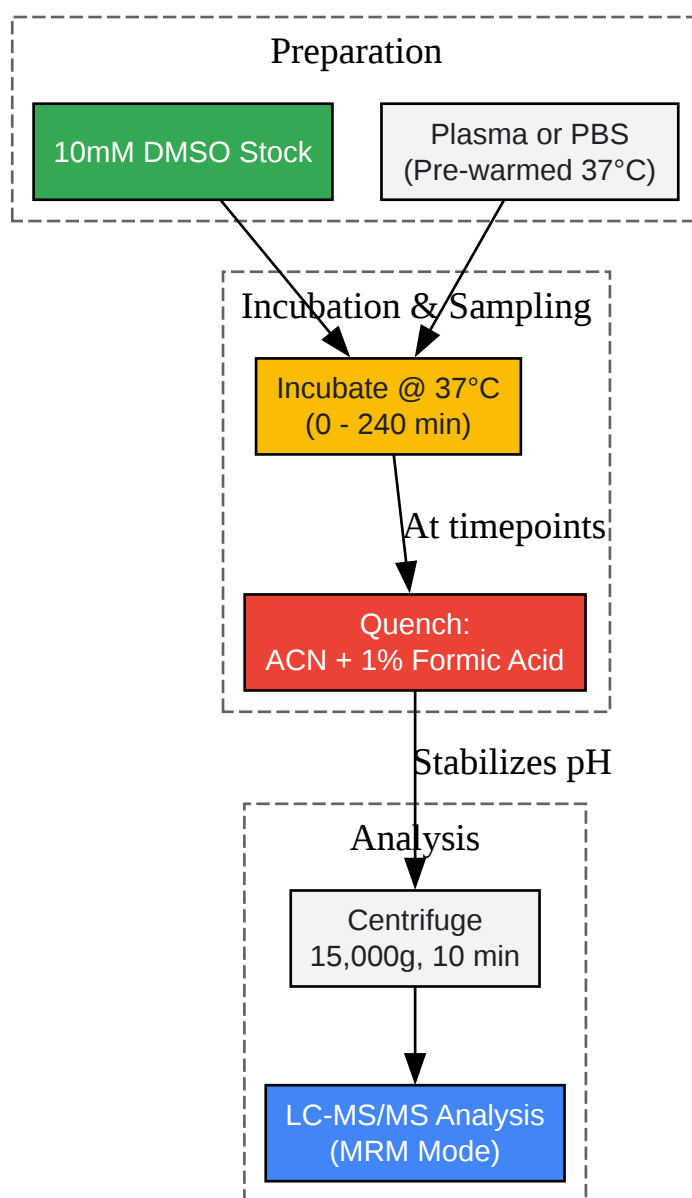 Preparation
10mM DMSO Stock
Plasma or PBS
(Pre-warmed 37°C)
Incubation & Sampling
Incubate @ 37°C
(0 - 240 min)
At timepoints
Quench:
ACN + 1% Formic Acid
Stabilizes pH
Analysis
Centrifuge
15,000g, 10 min
LC-MS/MS Analysis
(MRM Mode)